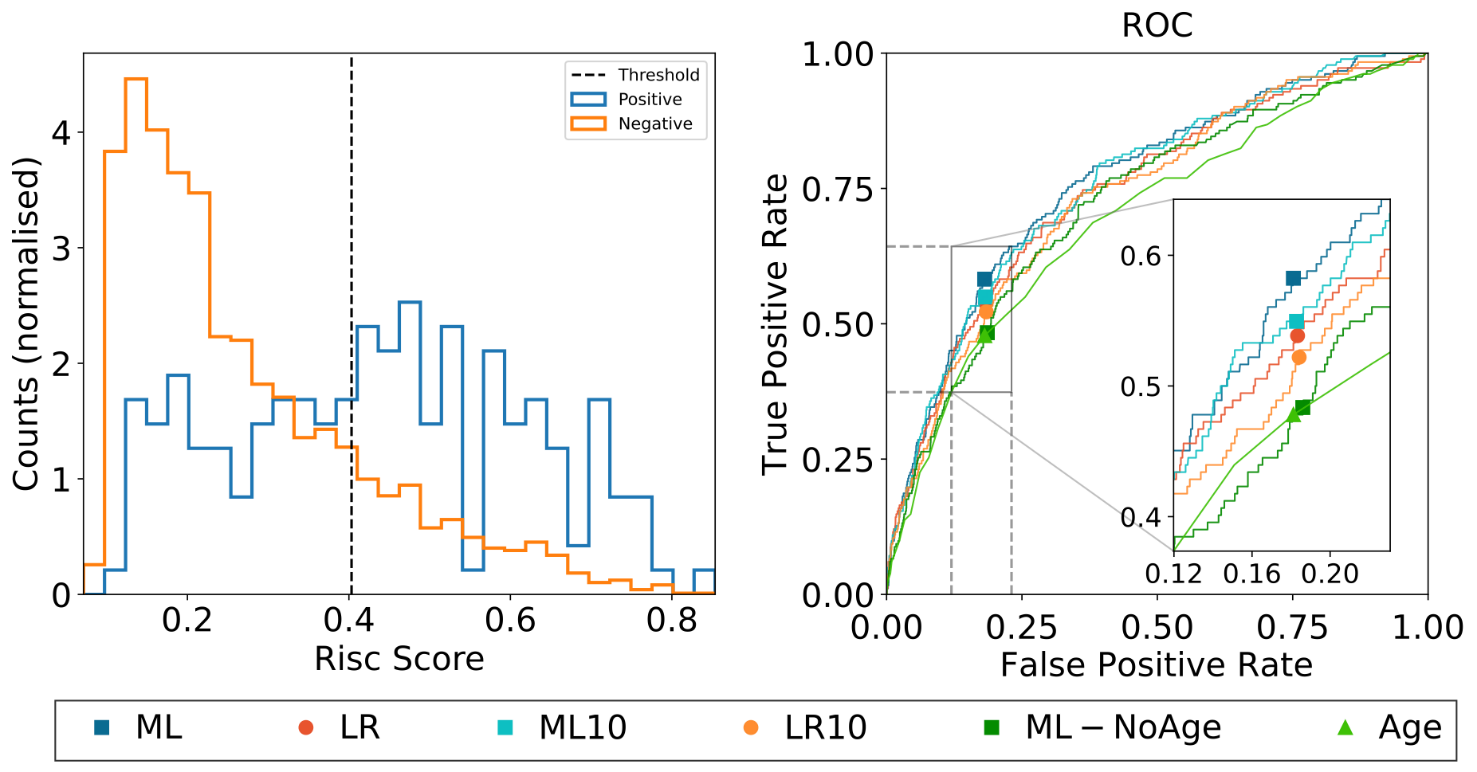 Threshold
Positive
Negative
4
3
2
1
0
Counts (normalised)
0.2 0.4 0.6 0.8
Risc Score
ROC
1.00
0.75
0.50
0.25
0.00
True Positive Rate
0.6
0.5
0.4
0.12 0.16 0.20
0.00 0.25 0.50 0.75 1.00
False Positive Rate
ML LR ML10 LR10 ML − NoAge Age